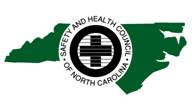 SAFETY AND HEALTH COUNCIL
OF NORTH CAROLINA